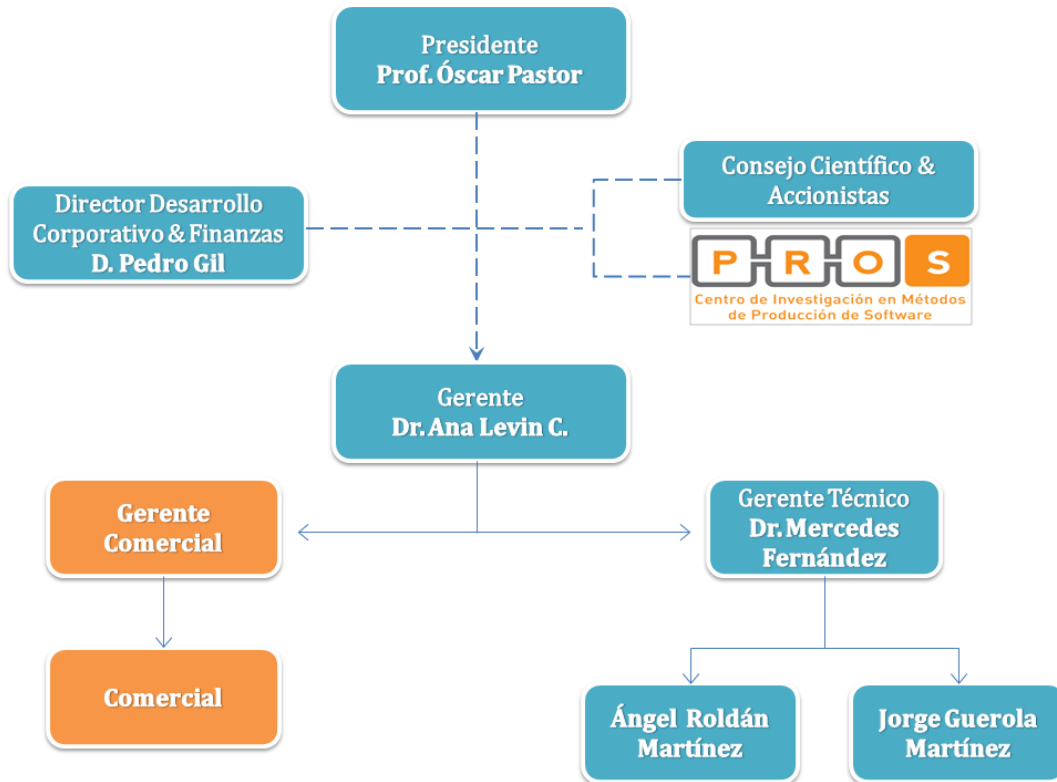 Presidente
Prof. Óscar Pastor
Consejo Científico &
Accionistas
Director Desarrollo
Corporativo & Finanzas
D. Pedro Gil
PROS
Centro de Investigación en Métodos
de Producción de Software
Gerente
Dr. Ana Levin C.
Gerente
Comercial
Gerente Técnico
Dr. Mercedes
Fernández
Comercial
Ángel Roldán
Martínez
Jorge Guerola
Martínez